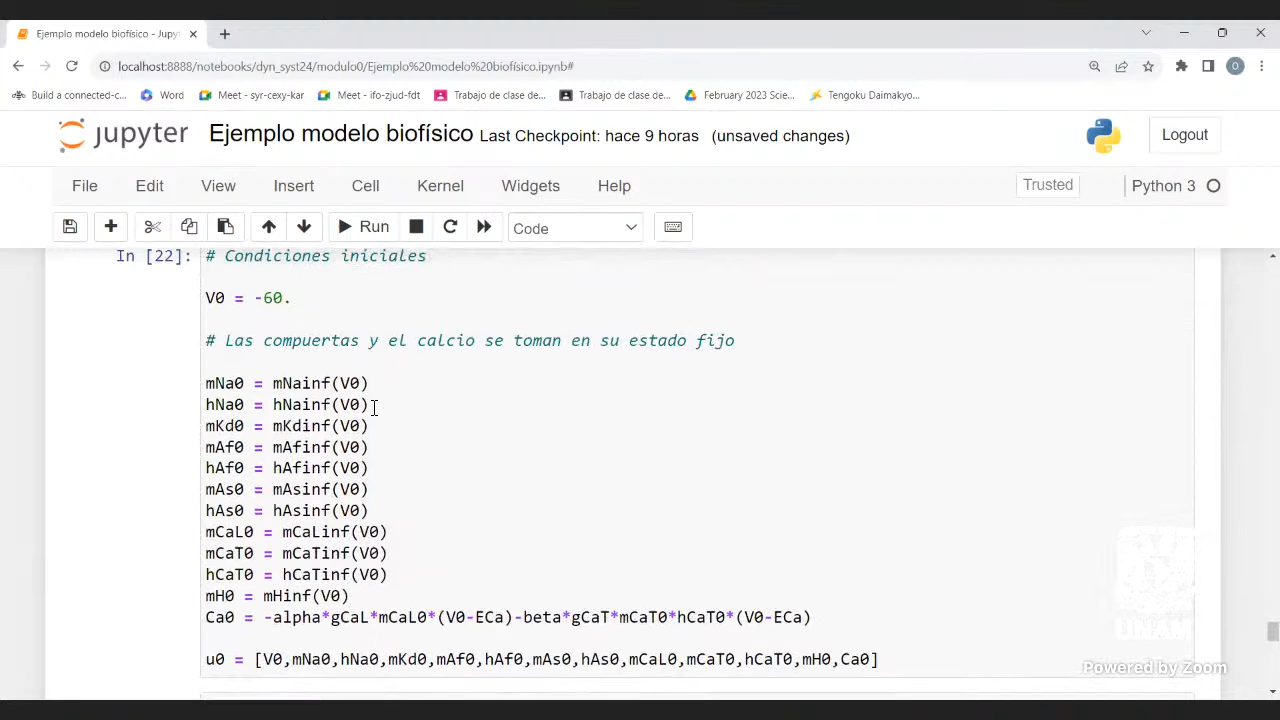 Ejemplo modelo biofísico - Jupyt
localhost:8888/notebooks/dyn_syst24/modulo0/Ejemplo%20modelo%20biofísico.ipynb#
Build a connected-c...
Word
Meet - syr-cexy-kar
Meet - ifo-zjud-fdt
Trabajo de clase de...
Trabajo de clase de...
February 2023 Scie...
Tengoku Daimakyo...
jupyter Ejemplo modelo biofísico Last Checkpoint: hace 9 horas (unsaved changes)
Logout
File Edit View Insert Cell Kernel Widgets Help
Trusted
Python 3
Run
Code
In [22]: # Condiciones iniciales
V0 = -60.
# Las compuertas y el calcio se toman en su estado fijo
mNa0 = mNainf(V0)
hNa0 = hNainf(V0)
mKd0 = mKdinf(V0)
mAf0 = mAfinf(V0)
hAf0 = hAfinf(V0)
mAs0 = mAsinf(V0)
hAs0 = hAsinf(V0)
mCaL0 = mCaLinf(V0)
mCaT0 = mCaTinf(V0)
hCaT0 = hCaTinf(V0)
mH0 = mHinf(V0)
Ca0 = -alpha*gCaL*mCaL0*(V0-ECa)-beta*gCaT*mCaT0*hCaT0*(V0-ECa)
u0 = [V0,mNa0,hNa0,mKd0,mAf0,hAf0,mAs0,hAs0,mCaL0,mCaT0,hCaT0,mH0,Ca0]
UNAM
Powered by Zoom